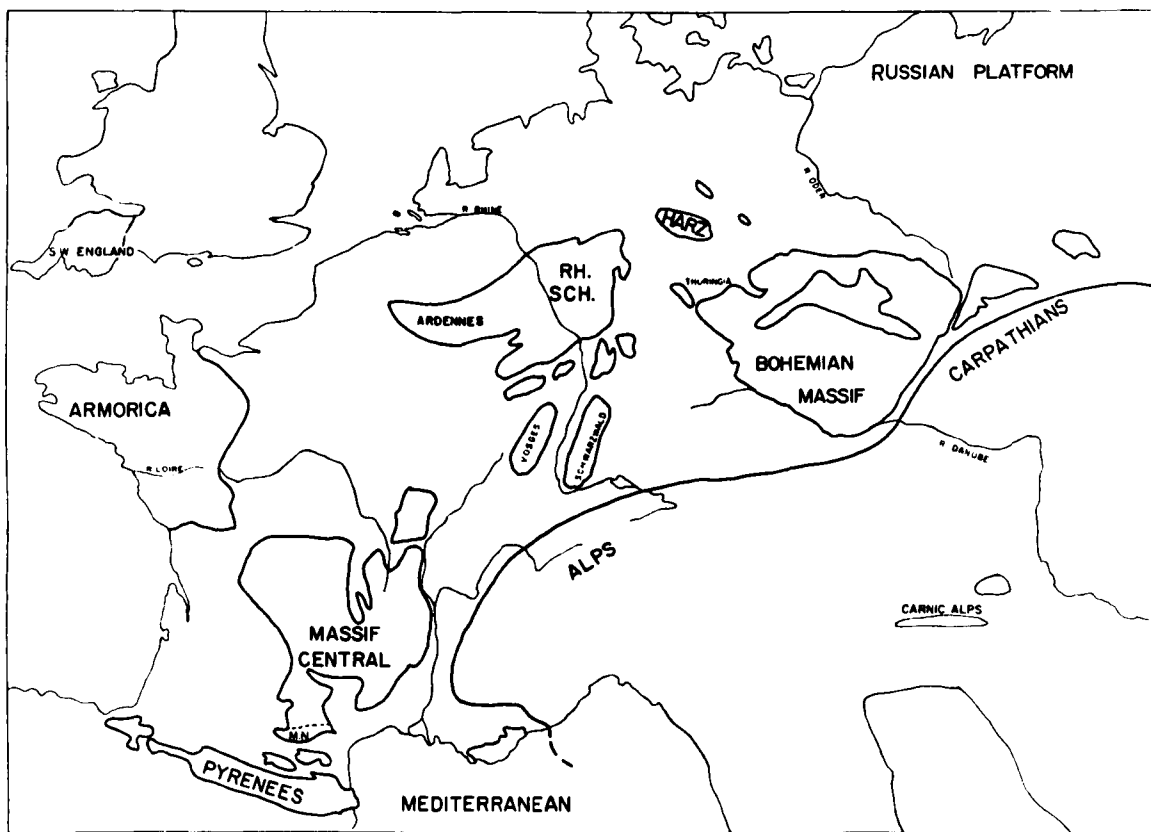 RUSSIAN PLATFORM
R. ODER
R. RHINE
HARZ
S.W. ENGLAND
RH.
SCH.
THURINGIA
ARDENNES
CARPATHIANS
BOHEMIAN
MASSIF
ARMORICA
VOSGES
SCHWARZWALD
R. DANUBE
R. LOIRE
ALPS
CARNIC ALPS
MASSIF
CENTRAL
M.N.
PYRENEES
MEDITERRANEAN